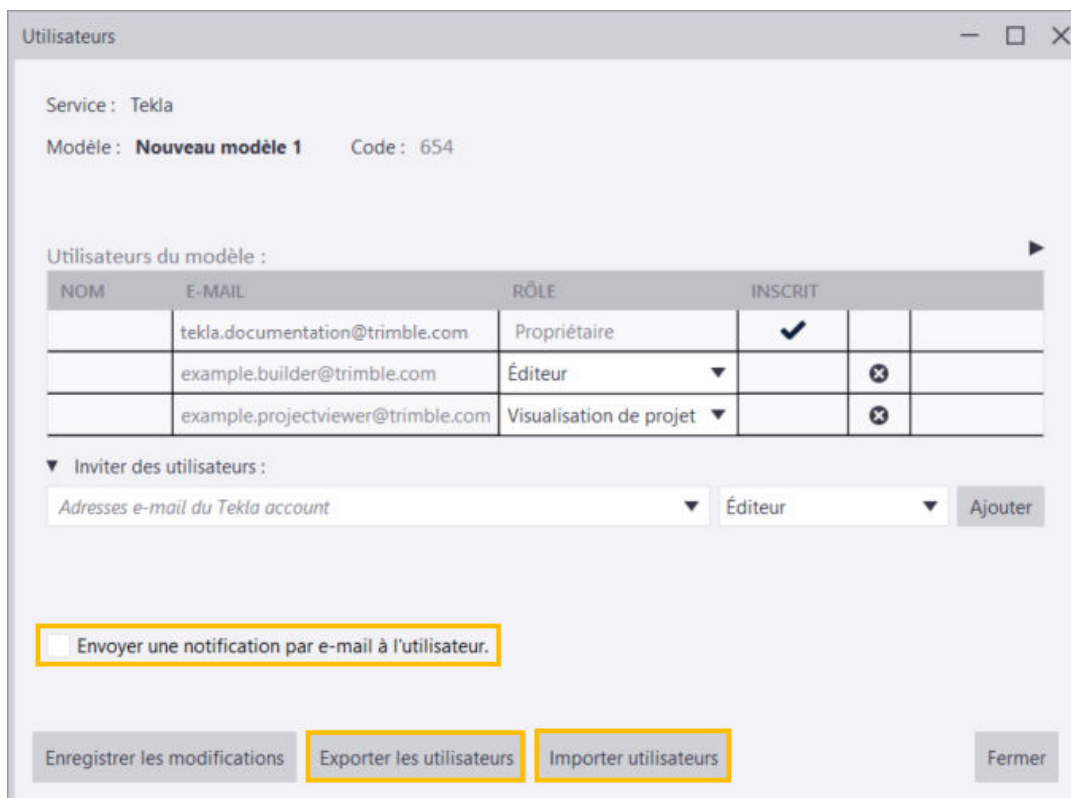 Utilisateurs
Service : Tekla
Modèle : Nouveau modèle 1 Code : 654
Utilisateurs du modèle :
NOM E-MAIL RÔLE INSCRIT
tekla.documentation@trimble.com Propriétaire
example.builder@trimble.com Éditeur
example.projectviewer@trimble.com Visualisation de projet
Inviter des utilisateurs :
Adresses e-mail du Tekla account Éditeur Ajouter
Envoyer une notification par e-mail à l'utilisateur.
Enregistrer les modifications Exporter les utilisateurs Importer utilisateurs Fermer